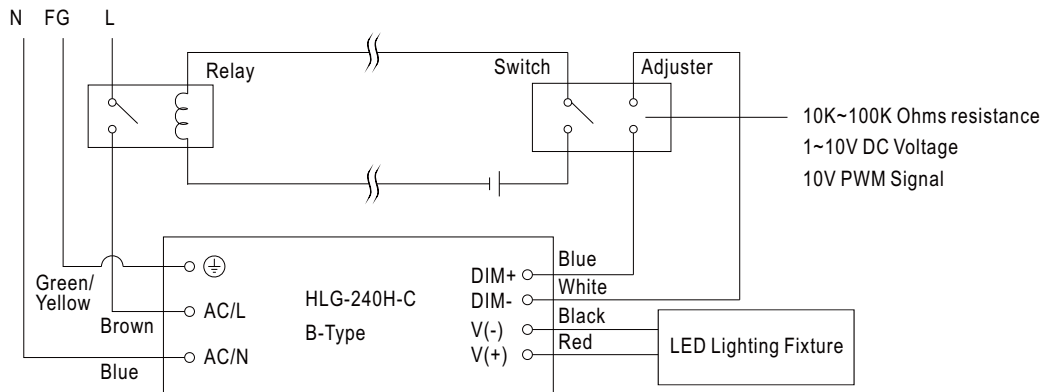 N FG L
Relay
Switch
Adjuster
10K~100K Ohms resistance
1~10V DC Voltage
10V PWM Signal
Green/
Yellow
Brown
Blue
AC/L
AC/N
HLG-240H-C
B-Type
DIM+
DIM-
V(-)
V(+)
Blue
White
Black
Red
LED Lighting Fixture